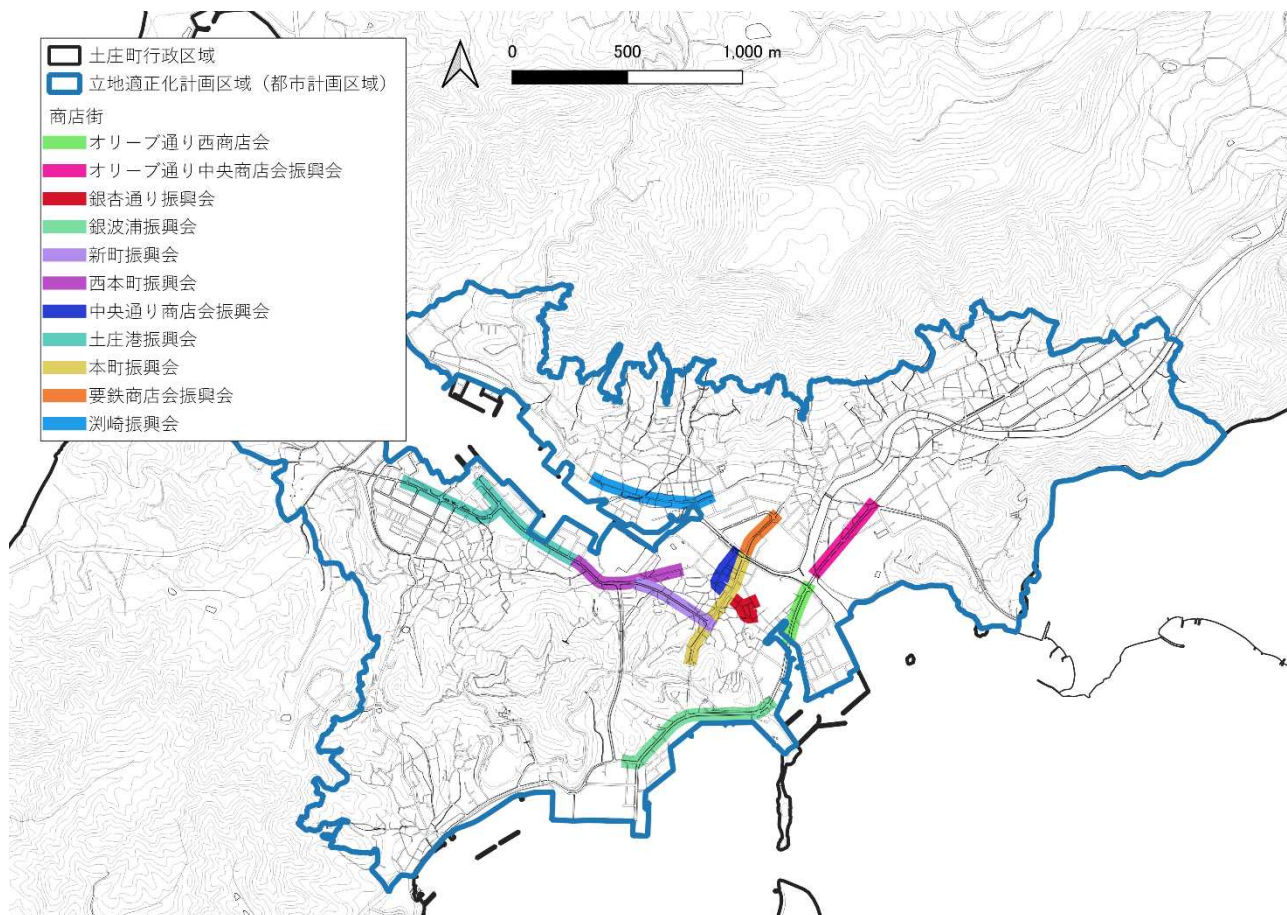 土庄町行政区域
立地適正化計画区域（都市計画区域）
商店街
オリーブ通り西商店会
オリーブ通り中央商店会振興会
銀杏通り振興会
銀波浦振興会
新町振興会
西本町振興会
中央通り商店会振興会
土庄港振興会
本町振興会
要鉄商店会振興会
渕崎振興会
0 500 1,000 m